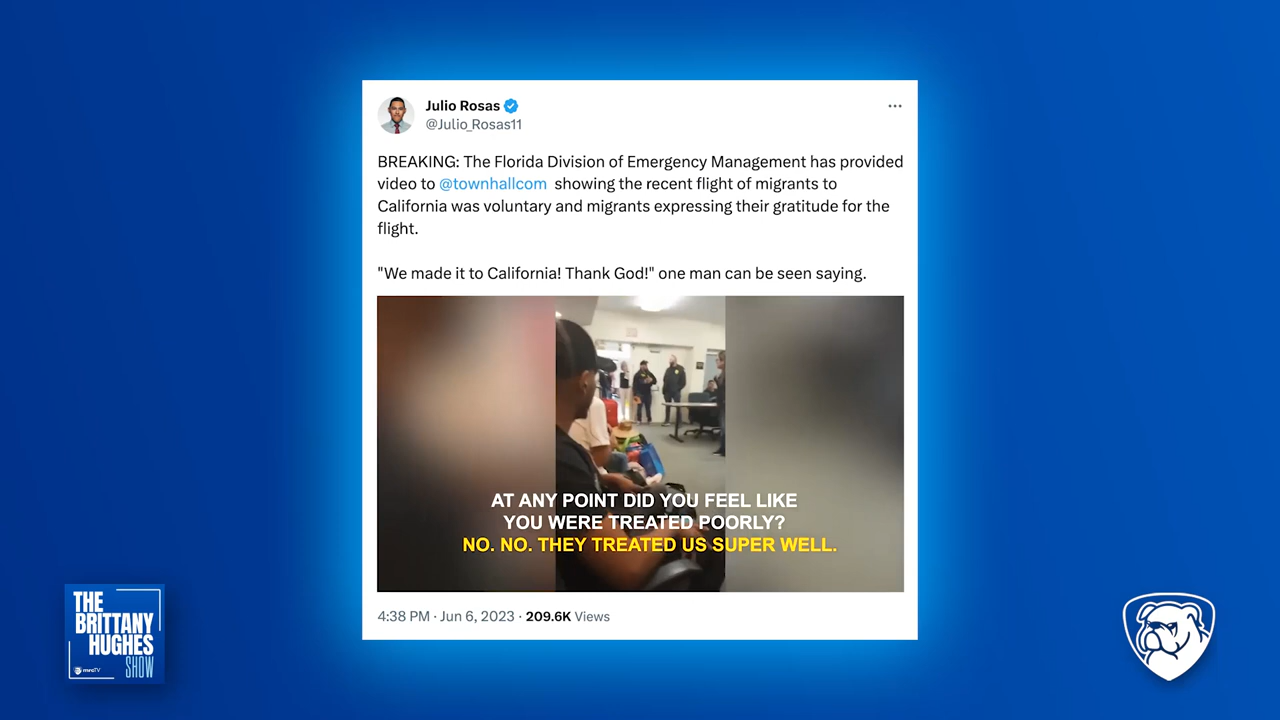 Julio Rosas
@Julio_Rosas11
BREAKING: The Florida Division of Emergency Management has provided
video to @townhallcom showing the recent flight of migrants to
California was voluntary and migrants expressing their gratitude for the
flight.
"We made it to California! Thank God!" one man can be seen saying.
AT ANY POINT DID YOU FEEL LIKE
YOU WERE TREATED POORLY?
NO. NO. THEY TREATED US SUPER WELL.
4:38 PM · Jun 6, 2023 · 209.6K Views
THE
BRITTANY
HUGHES
SHOW
mrcTV